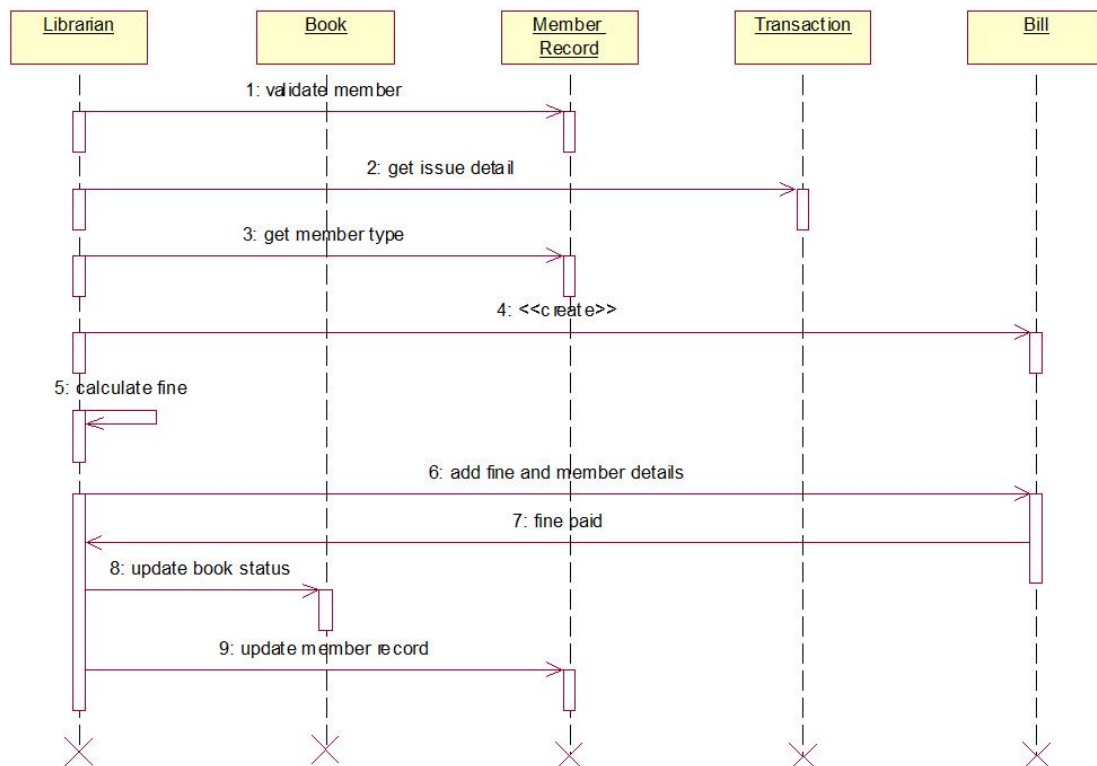 Librarian
Book
Member
Record
Transaction
Bill
1: validate member
2: get issue detail
3: get member type
4: <<create>>
5: calculate fine
6: add fine and member details
7: fine paid
8: update book status
9: update member record